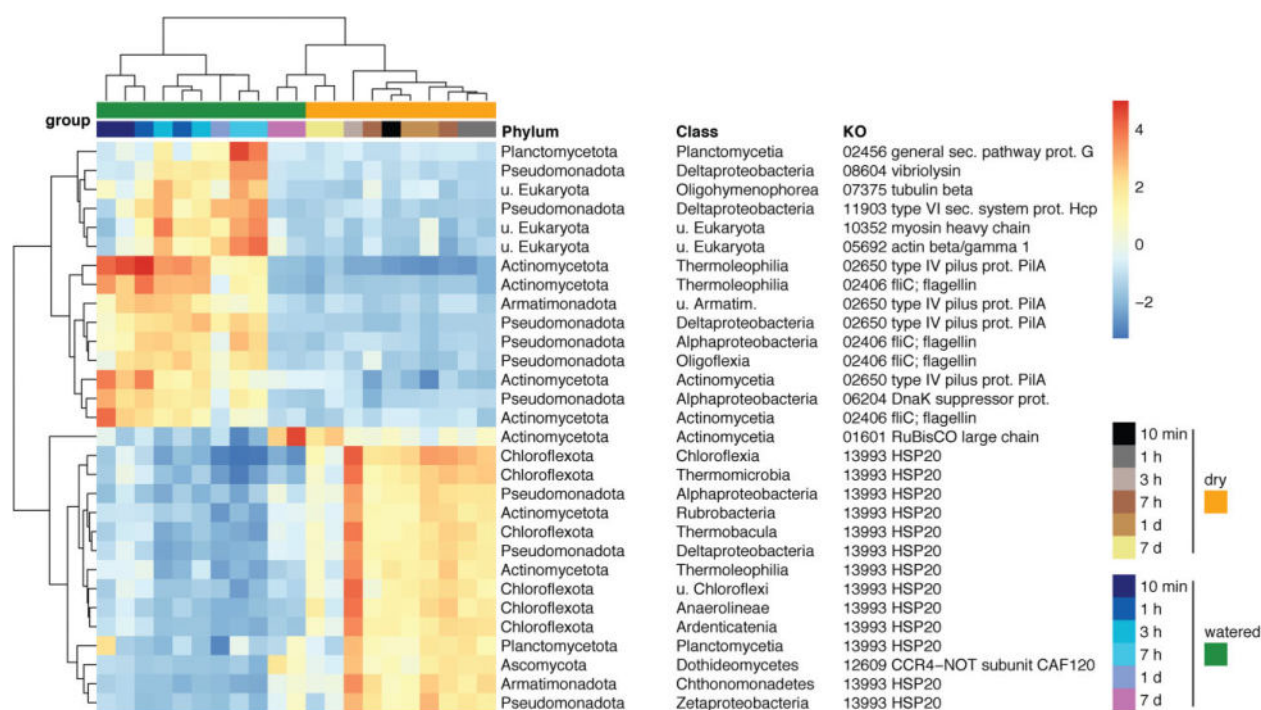 group
Phylum Class KO
Planctomycetota Planctomycetia 02456 general sec. pathway prot. G
Pseudomonadota Deltaproteobacteria 08604 vibriolysin
u. Eukaryota Oligohymenophorea 07375 tubulin beta
Pseudomonadota Deltaproteobacteria 11903 type VI sec. system prot. Hcp
u. Eukaryota u. Eukaryota 10352 myosin heavy chain
u. Eukaryota u. Eukaryota 05692 actin beta/gamma 1
Actinomycetota Thermoleophilia 02650 type IV pilus prot. PilA
Actinomycetota Thermoleophilia 02406 fliC; flagellin
Armatimonadota u. Armatim. 02650 type IV pilus prot. PilA
Pseudomonadota Deltaproteobacteria 02650 type IV pilus prot. PilA
Pseudomonadota Alphaproteobacteria 02406 fliC; flagellin
Pseudomonadota Oligoflexia 02406 fliC; flagellin
Actinomycetota Actinomycetia 02650 type IV pilus prot. PilA
Pseudomonadota Alphaproteobacteria 06204 DnaK suppressor prot.
Actinomycetota Actinomycetia 02406 fliC; flagellin
Actinomycetota Actinomycetia 01601 RuBisCO large chain
Chloroflexota Chloroflexia 13993 HSP20
Chloroflexota Thermomicrobia 13993 HSP20
Pseudomonadota Alphaproteobacteria 13993 HSP20
Actinomycetota Rubrobacteria 13993 HSP20
Chloroflexota Thermobacula 13993 HSP20
Pseudomonadota Deltaproteobacteria 13993 HSP20
Actinomycetota Thermoleophilia 13993 HSP20
Chloroflexota u. Chloroflexi 13993 HSP20
Chloroflexota Anaerolineae 13993 HSP20
Chloroflexota Ardenticatenia 13993 HSP20
Planctomycetota Planctomycetia 13993 HSP20
Ascomycota Dothideomycetes 12609 CCR4−NOT subunit CAF120
Armatimonadota Chthonomonadetes 13993 HSP20
Pseudomonadota Zetaproteobacteria 13993 HSP20
4
2
0
−2
10 min
1 h
3 h
7 h
1 d
7 d
dry
10 min
1 h
3 h
7 h
1 d
7 d
watered